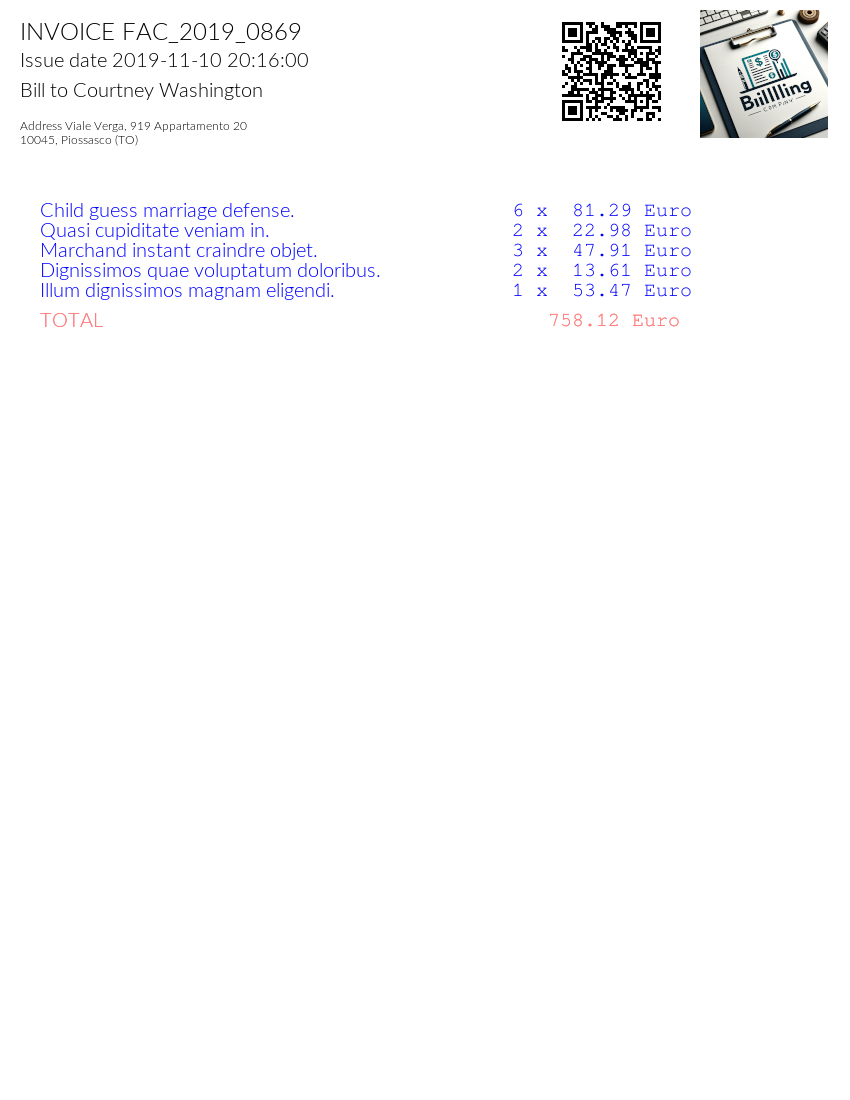 INVOICE FAC_2019_0869
Issue date 2019-11-10 20:16:00
Bill to Courtney Washington
Address Viale Verga, 919 Appartamento 20
10045, Piossasco (TO)
Biillling
COMPANY
Child guess marriage defense. 6 x 81.29 Euro
Quasi cupiditate veniam in. 2 x 22.98 Euro
Marchand instant craindre objet. 3 x 47.91 Euro
Dignissimos quae voluptatum doloribus. 2 x 13.61 Euro
Illum dignissimos magnam eligendi. 1 x 53.47 Euro
TOTAL 758.12 Euro